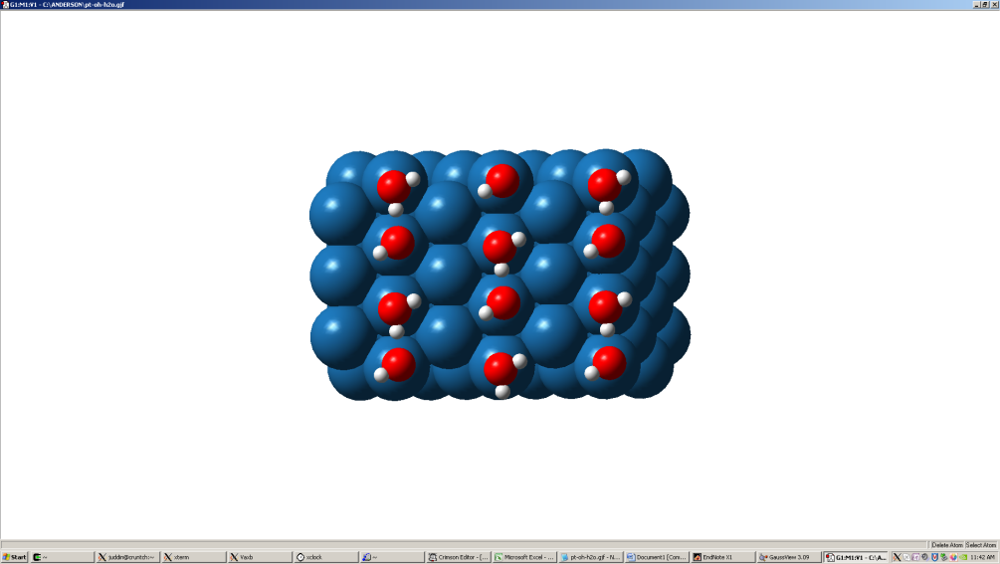 G1:M1:V1 - C:\ANDERSON\pt-oh-h2o.gjf
Delete Atom Select Atom
Start ~ zuddin@cruntch:~ xterm Vaxb xclock ~ Crimson Editor - [... Microsoft Excel - ... pt-oh-h2o.gjf - N... Document1 [Com... EndNote X1 GaussView 3.09 G1:M1:V1 - C:\A... 11:42 AM